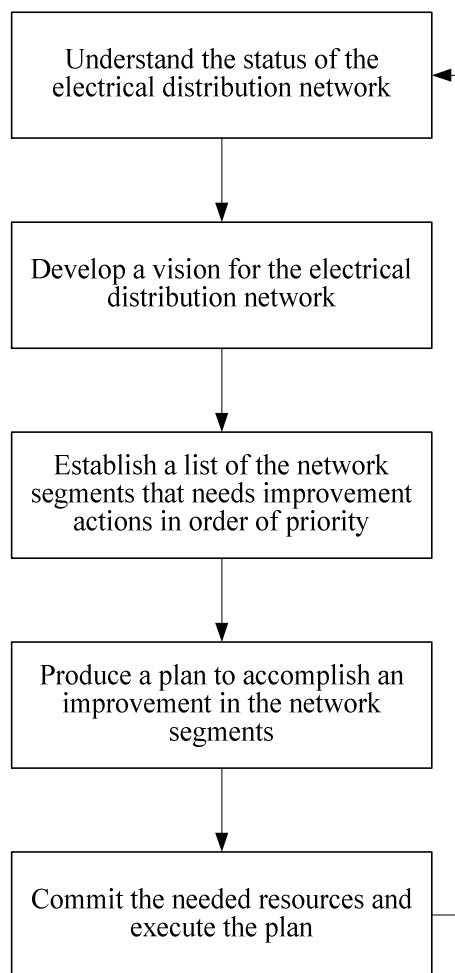 Understand the status of the
electrical distribution network
Develop a vision for the electrical
distribution network
Establish a list of the network
segments that needs improvement
actions in order of priority
Produce a plan to accomplish an
improvement in the network
segments
Commit the needed resources and
execute the plan